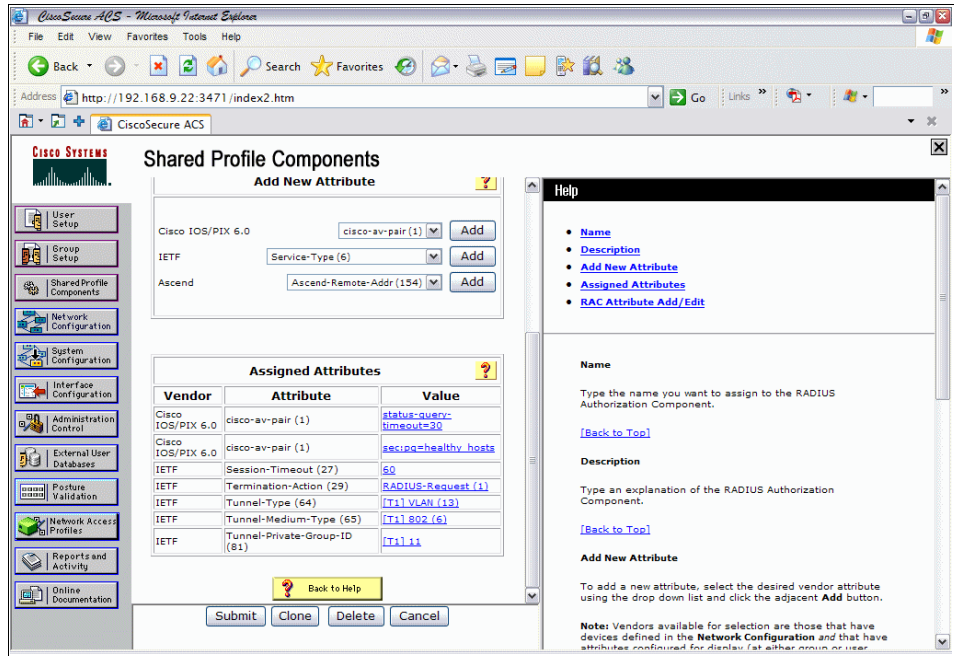 CiscoSecure ACS - Microsoft Internet Explorer
File Edit View Favorites Tools Help
Back Search Favorites
Address http://192.168.9.22:3471/index2.htm Go Links »
CiscoSecure ACS
CISCO SYSTEMS
Shared Profile Components
User Setup
Group Setup
Shared Profile Components
Network Configuration
System Configuration
Interface Configuration
Administration Control
External User Databases
Posture Validation
Network Access Profiles
Reports and Activity
Online Documentation
Add New Attribute ?
Cisco IOS/PIX 6.0 cisco-av-pair (1) Add
IETF Service-Type (6) Add
Ascend Ascend-Remote-Addr (154) Add
Assigned Attributes ?
Vendor Attribute Value
Cisco IOS/PIX 6.0 cisco-av-pair (1) status-query-timeout=30
Cisco IOS/PIX 6.0 cisco-av-pair (1) sec:pg=healthy_hosts
IETF Session-Timeout (27) 60
IETF Termination-Action (29) RADIUS-Request (1)
IETF Tunnel-Type (64) [T1] VLAN (13)
IETF Tunnel-Medium-Type (65) [T1] 802 (6)
IETF Tunnel-Private-Group-ID (81) [T1] 11
? Back to Help
Submit Clone Delete Cancel
Help
Name
Description
Add New Attribute
Assigned Attributes
RAC Attribute Add/Edit
Name
Type the name you want to assign to the RADIUS
Authorization Component.
[Back to Top]
Description
Type an explanation of the RADIUS Authorization
Component.
[Back to Top]
Add New Attribute
To add a new attribute, select the desired vendor attribute
using the drop down list and click the adjacent Add button.
Note: Vendors available for selection are those that have
devices defined in the Network Configuration and that have
attributes configured for display (at either group or user